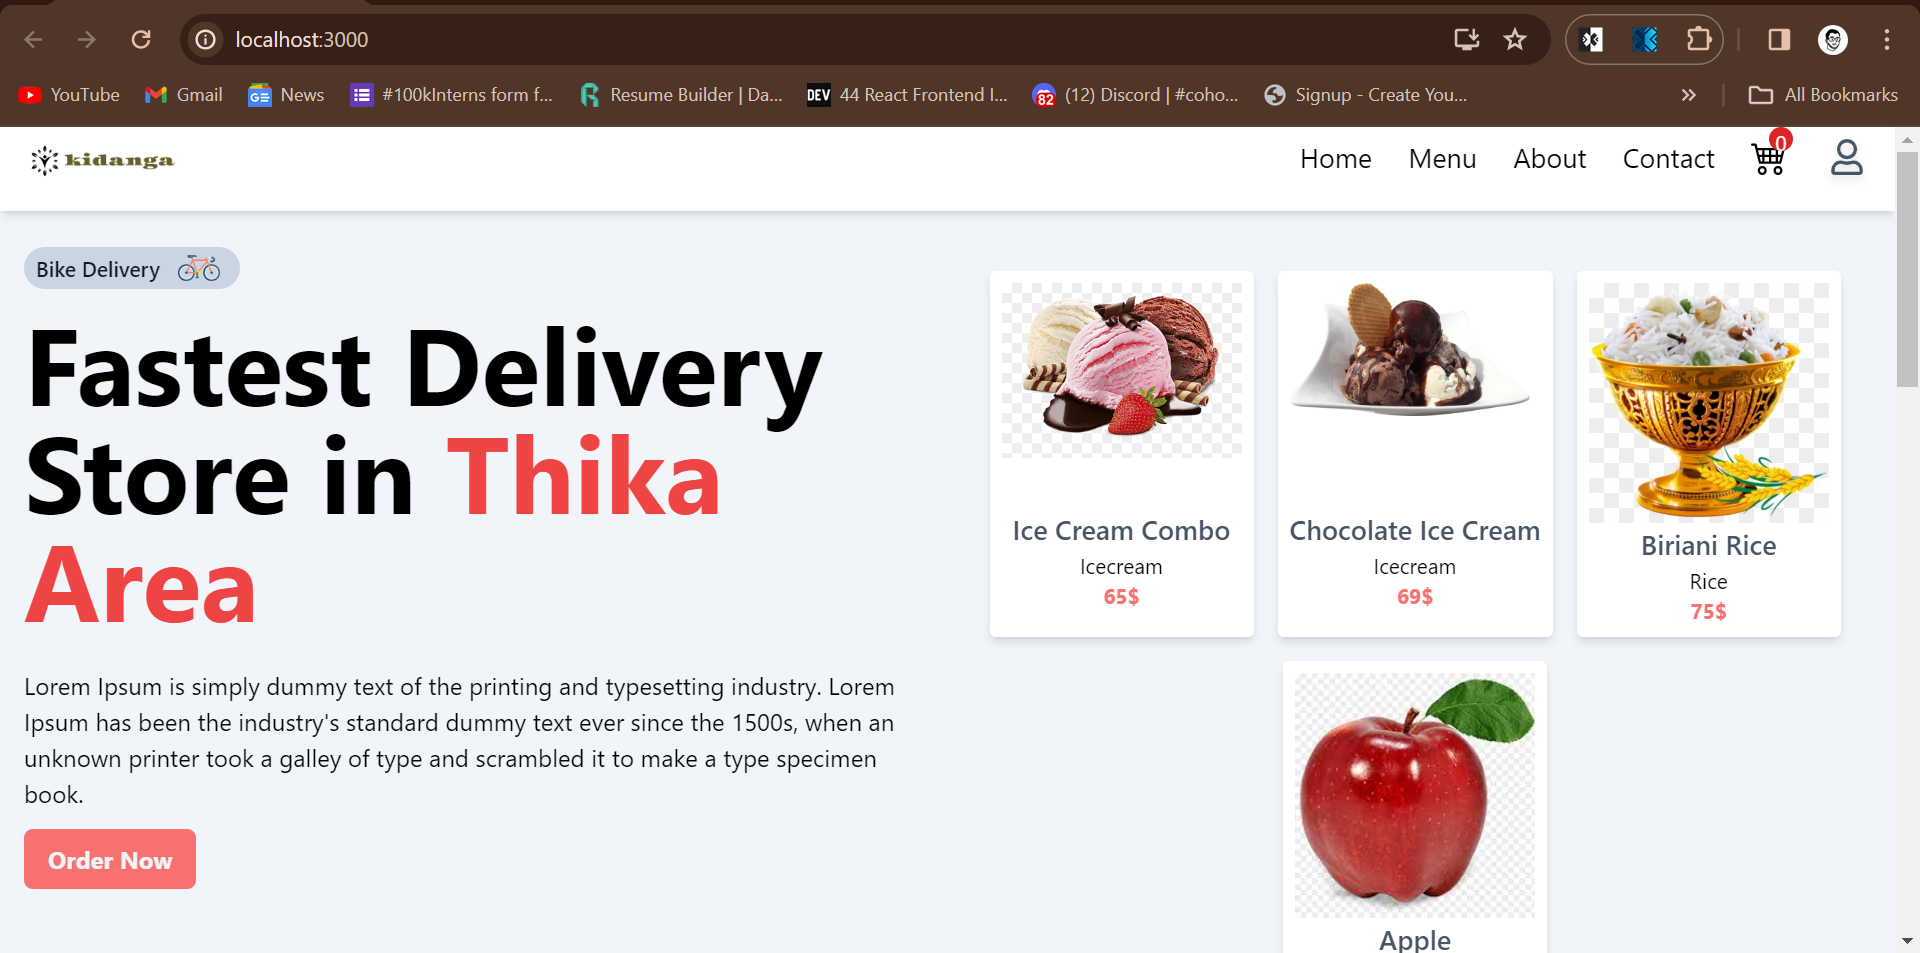 localhost:3000
YouTube
Gmail
News
#100kInterns form f...
Resume Builder | Da...
DEV
44 React Frontend I...
82
(12) Discord | #coho...
Signup - Create You...
»
All Bookmarks
kidanga
Home
Menu
About
Contact
0
Bike Delivery
Fastest Delivery
Store in Thika
Area
Lorem Ipsum is simply dummy text of the printing and typesetting industry. Lorem
Ipsum has been the industry's standard dummy text ever since the 1500s, when an
unknown printer took a galley of type and scrambled it to make a type specimen
book.
Order Now
Ice Cream Combo
Icecream
65$
Chocolate Ice Cream
Icecream
69$
Biriani Rice
Rice
75$
Apple